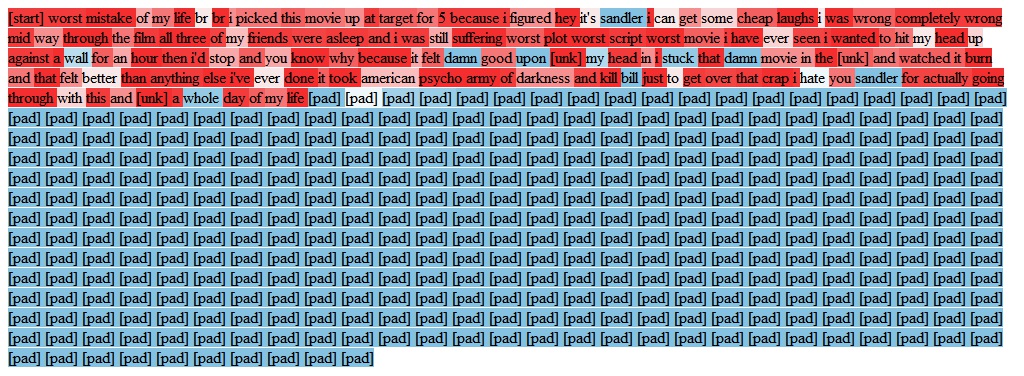 [start] worst mistake of my life br br i picked this movie up at target for 5 because i figured hey it's sandler i can get some cheap laughs i was wrong completely wrong
mid way through the film all three of my friends were asleep and i was still suffering worst plot worst script worst movie i have ever seen i wanted to hit my head up
against a wall for an hour then i'd stop and you know why because it felt damn good upon [unk] my head in i stuck that damn movie in the [unk] and watched it burn
and that felt better than anything else i've ever done it took american psycho army of darkness and kill bill just to get over that crap i hate you sandler for actually going
through with this and [unk] a whole day of my life [pad] [pad] [pad] [pad] [pad] [pad] [pad] [pad] [pad] [pad] [pad] [pad] [pad] [pad] [pad] [pad] [pad] [pad] [pad]
[pad] [pad] [pad] [pad] [pad] [pad] [pad] [pad] [pad] [pad] [pad] [pad] [pad] [pad] [pad] [pad] [pad] [pad] [pad] [pad] [pad] [pad] [pad] [pad] [pad] [pad] [pad]
[pad] [pad] [pad] [pad] [pad] [pad] [pad] [pad] [pad] [pad] [pad] [pad] [pad] [pad] [pad] [pad] [pad] [pad] [pad] [pad] [pad] [pad] [pad] [pad] [pad] [pad] [pad]
[pad] [pad] [pad] [pad] [pad] [pad] [pad] [pad] [pad] [pad] [pad] [pad] [pad] [pad] [pad] [pad] [pad] [pad] [pad] [pad] [pad] [pad] [pad] [pad] [pad] [pad] [pad]
[pad] [pad] [pad] [pad] [pad] [pad] [pad] [pad] [pad] [pad] [pad] [pad] [pad] [pad] [pad] [pad] [pad] [pad] [pad] [pad] [pad] [pad] [pad] [pad] [pad] [pad] [pad]
[pad] [pad] [pad] [pad] [pad] [pad] [pad] [pad] [pad] [pad] [pad] [pad] [pad] [pad] [pad] [pad] [pad] [pad] [pad] [pad] [pad] [pad] [pad] [pad] [pad] [pad] [pad]
[pad] [pad] [pad] [pad] [pad] [pad] [pad] [pad] [pad] [pad] [pad] [pad] [pad] [pad] [pad] [pad] [pad] [pad] [pad] [pad] [pad] [pad] [pad] [pad] [pad] [pad] [pad]
[pad] [pad] [pad] [pad] [pad] [pad] [pad] [pad] [pad] [pad] [pad] [pad] [pad] [pad] [pad] [pad] [pad] [pad] [pad] [pad] [pad] [pad] [pad] [pad] [pad] [pad] [pad]
[pad] [pad] [pad] [pad] [pad] [pad] [pad] [pad] [pad] [pad] [pad] [pad] [pad] [pad] [pad] [pad] [pad] [pad] [pad] [pad] [pad] [pad] [pad] [pad] [pad] [pad] [pad]
[pad] [pad] [pad] [pad] [pad] [pad] [pad] [pad] [pad] [pad] [pad] [pad] [pad] [pad] [pad] [pad] [pad] [pad] [pad] [pad] [pad] [pad] [pad] [pad] [pad] [pad] [pad]
[pad] [pad] [pad] [pad] [pad] [pad] [pad] [pad] [pad] [pad] [pad] [pad] [pad] [pad] [pad] [pad] [pad] [pad] [pad] [pad] [pad] [pad] [pad] [pad] [pad] [pad] [pad]
[pad] [pad] [pad] [pad] [pad] [pad] [pad] [pad] [pad] [pad] [pad] [pad] [pad] [pad] [pad] [pad] [pad] [pad] [pad] [pad] [pad] [pad] [pad] [pad] [pad] [pad] [pad]
[pad] [pad] [pad] [pad] [pad] [pad] [pad] [pad] [pad] [pad] [pad] [pad] [pad] [pad] [pad] [pad] [pad] [pad] [pad] [pad] [pad] [pad] [pad] [pad] [pad] [pad] [pad]
[pad] [pad] [pad] [pad] [pad] [pad] [pad] [pad] [pad] [pad]